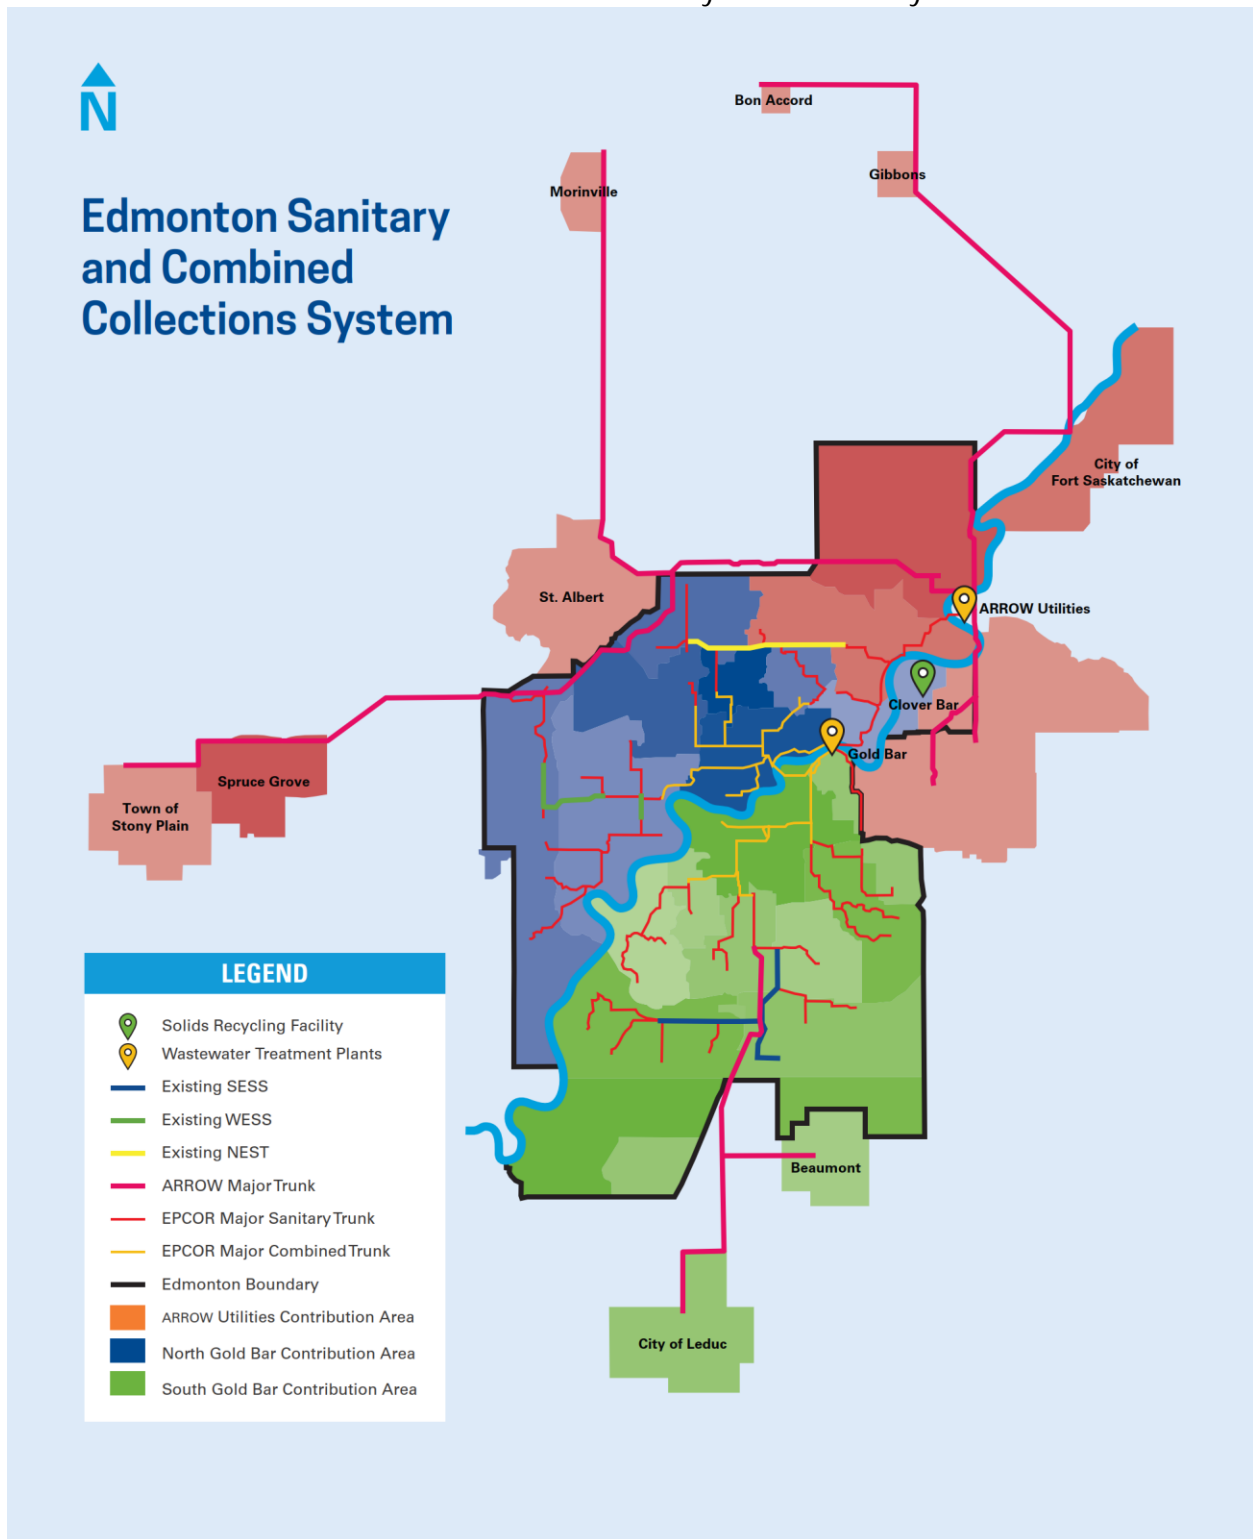 N
Edmonton Sanitary
and Combined
Collections System
Bon Accord
Gibbons
Morinville
City of
Fort Saskatchewan
St. Albert
ARROW Utilities
Clover Bar
Gold Bar
Spruce Grove
Town of
Stony Plain
Beaumont
City of Leduc
LEGEND
Solids Recycling Facility
Wastewater Treatment Plants
Existing SESS
Existing WESS
Existing NEST
ARROW Major Trunk
EPCOR Major Sanitary Trunk
EPCOR Major Combined Trunk
Edmonton Boundary
ARROW Utilities Contribution Area
North Gold Bar Contribution Area
South Gold Bar Contribution Area